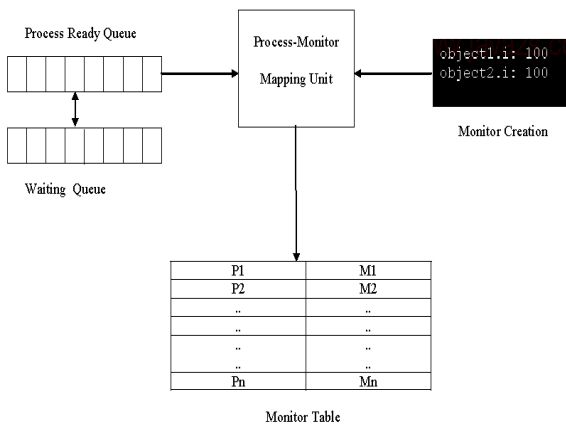 Process Ready Queue
Process-Monitor
Mapping Unit
object1.i: 100
object2.i: 100
Monitor Creation
Waiting Queue
P1 M1
P2 M2
.. ..
.. ..
.. ..
.. ..
Pn Mn
Monitor Table